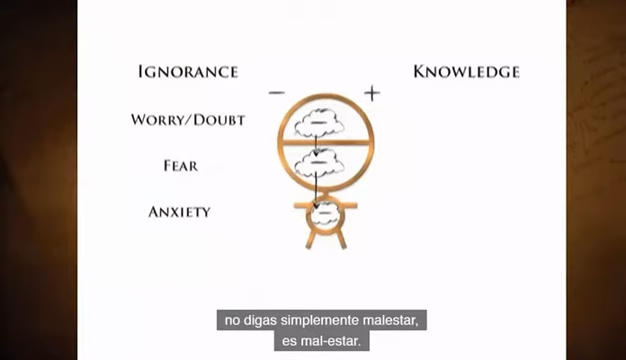 IGNORANCE
KNOWLEDGE
WORRY/DOUBT
FEAR
ANXIETY
no digas simplemente malestar,
es mal-estar.